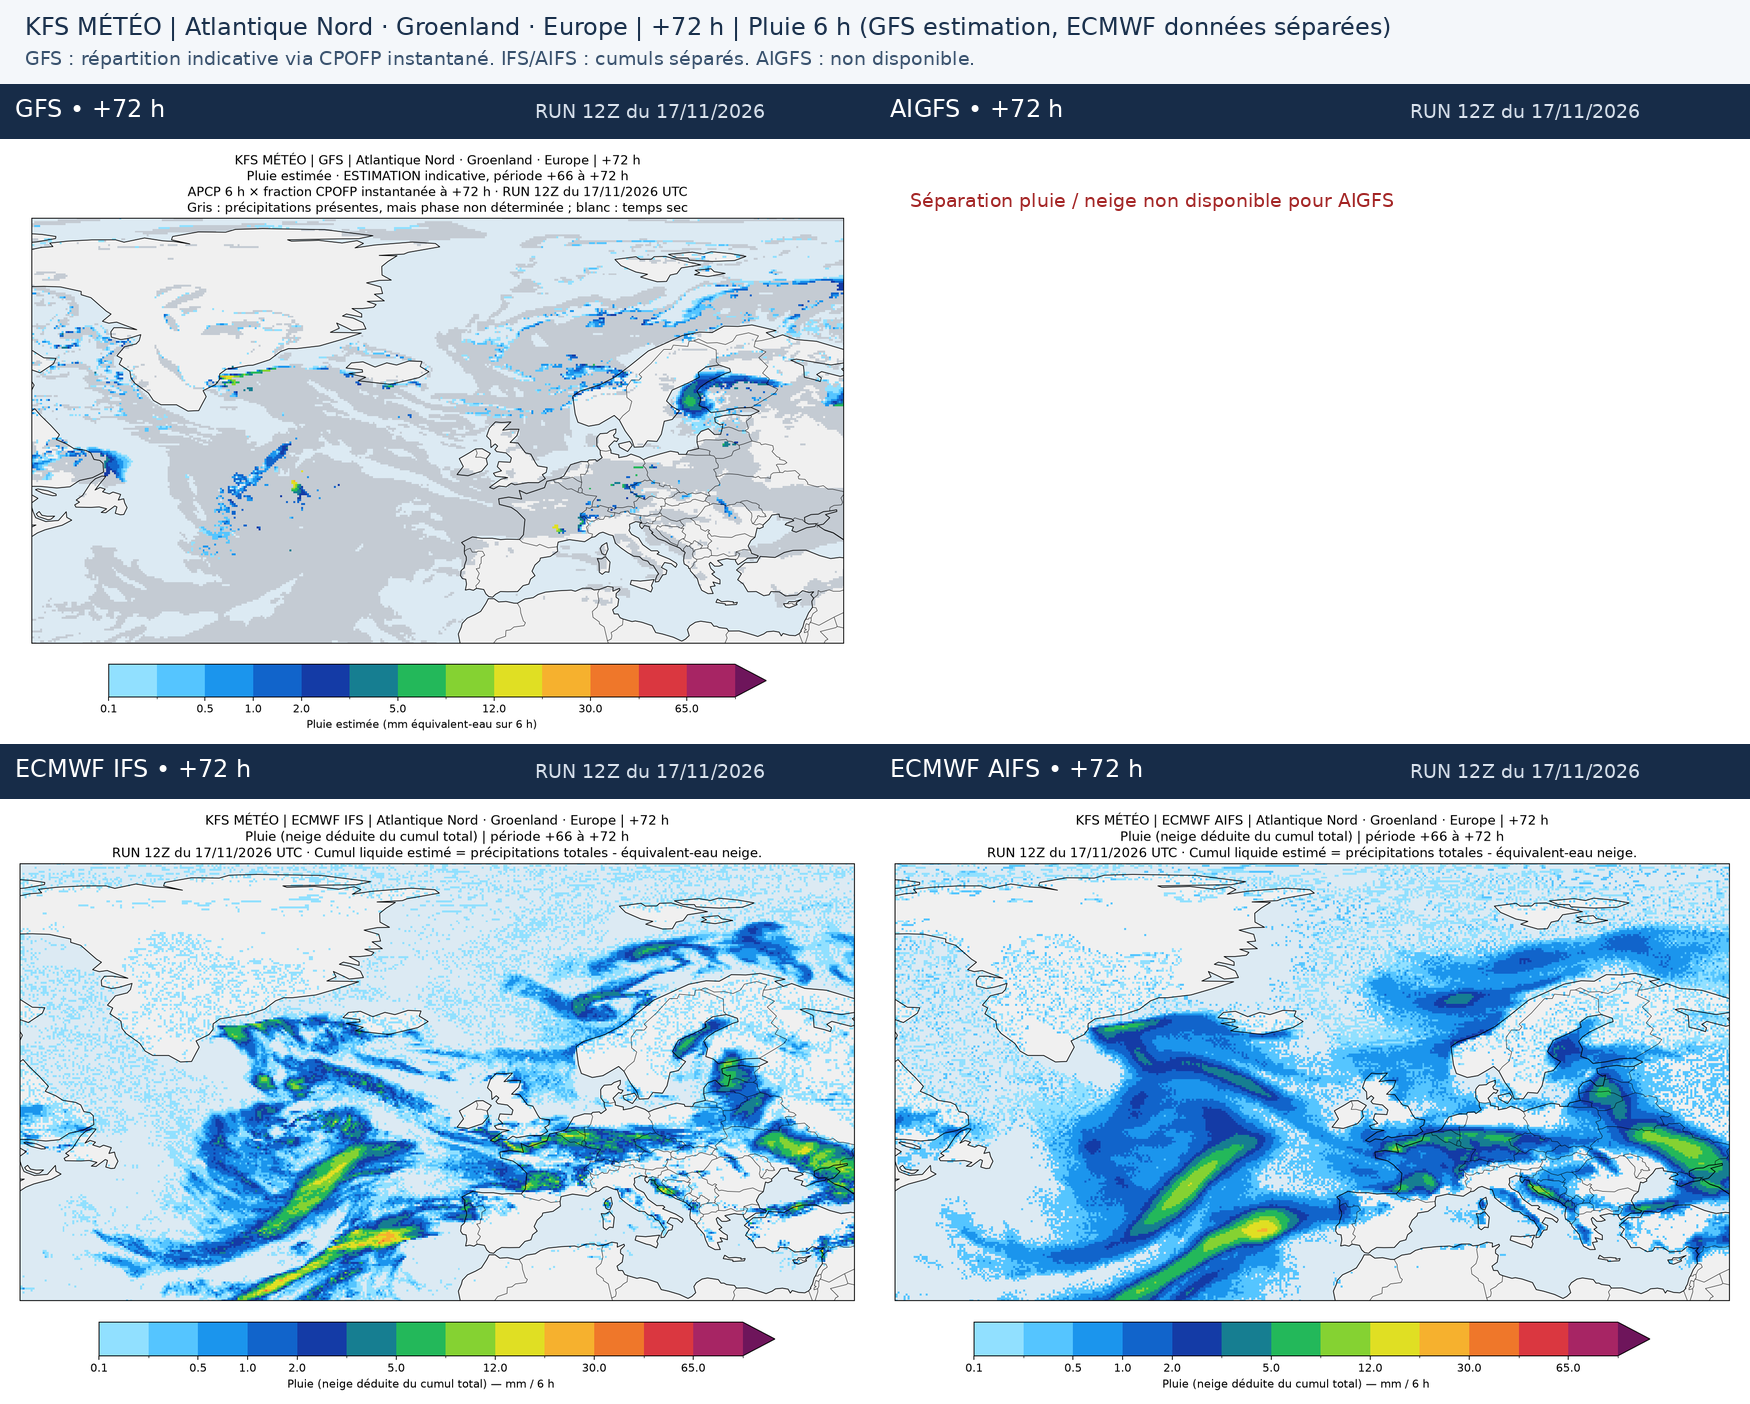 KFS MÉTÉO | Atlantique Nord · Groenland · Europe | +72 h | Pluie 6 h (GFS estimation, ECMWF données séparées)
GFS : répartition indicative via CPOFP instantané. IFS/AIFS : cumuls séparés. AIGFS : non disponible.
GFS • +72 h
RUN 12Z du 17/11/2026
KFS MÉTÉO | GFS | Atlantique Nord · Groenland · Europe | +72 h
Pluie estimée · ESTIMATION indicative, période +66 à +72 h
APCP 6 h × fraction CPOFP instantanée à +72 h · RUN 12Z du 17/11/2026 UTC
Gris : précipitations présentes, mais phase non déterminée ; blanc : temps sec
0.1 0.5 1.0 2.0 5.0 12.0 30.0 65.0
Pluie estimée (mm équivalent-eau sur 6 h)
AIGFS • +72 h
RUN 12Z du 17/11/2026
Séparation pluie / neige non disponible pour AIGFS
ECMWF IFS • +72 h
RUN 12Z du 17/11/2026
KFS MÉTÉO | ECMWF IFS | Atlantique Nord · Groenland · Europe | +72 h
Pluie (neige déduite du cumul total) | période +66 à +72 h
RUN 12Z du 17/11/2026 UTC · Cumul liquide estimé = précipitations totales - équivalent-eau neige.
0.1 0.5 1.0 2.0 5.0 12.0 30.0 65.0
Pluie (neige déduite du cumul total) — mm / 6 h
ECMWF AIFS • +72 h
RUN 12Z du 17/11/2026
KFS MÉTÉO | ECMWF AIFS | Atlantique Nord · Groenland · Europe | +72 h
Pluie (neige déduite du cumul total) | période +66 à +72 h
RUN 12Z du 17/11/2026 UTC · Cumul liquide estimé = précipitations totales - équivalent-eau neige.
0.1 0.5 1.0 2.0 5.0 12.0 30.0 65.0
Pluie (neige déduite du cumul total) — mm / 6 h